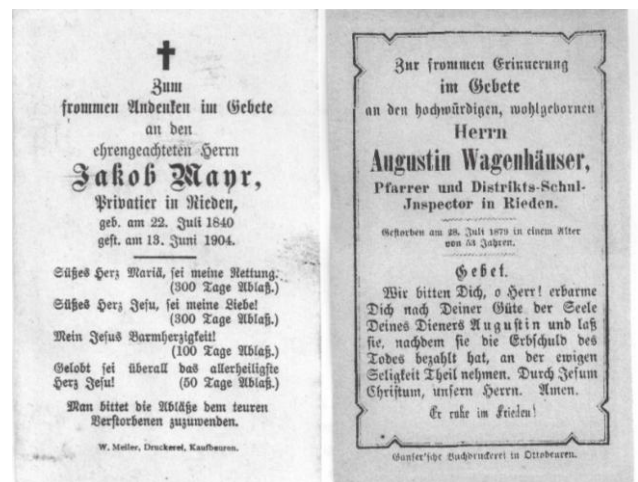 Zum
frommen Andenken im Gebete
an den
ehrengeachteten Herrn
Jakob Mayr,
Privatier in Rieden,
geb. am 22. Juli 1840
gest. am 13. Juni 1904.
Süßes Herz Mariä, sei meine Rettung.
(300 Tage Ablaß.)
Süßes Herz Jesu, sei meine Liebe!
(300 Tage Ablaß.)
Mein Jesus Barmherzigkeit!
(100 Tage Ablaß.)
Gelobt sei überall das allerheiligste
Herz Jesu! (50 Tage Ablaß.)
Man bittet die Abläße dem teuren
Verstorbenen zuzuwenden.
W. Meiler, Druckerei, Kaufbeuren.
Zur frommen Erinnerung
im Gebete
an den hochwürdigen, wohlgebornen
Herrn
Augustin Wagenhäuser,
Pfarrer und Distrikts-Schul-
Inspector in Rieden.
Gestorben am 28. Juli 1879 in einem Alter
von 53 Jahren.
Gebet.
Wir bitten Dich, o Herr! erbarme
Dich nach Deiner Güte der Seele
Deines Dieners Augustin und laß
sie, nachdem sie die Erbschuld des
Todes bezahlt hat, an der ewigen
Seligkeit Theil nehmen. Durch Jesum
Christum, unsern Herrn. Amen.
Er ruhe im Frieden!
Ganser'sche Buchdruckerei in Ottobeuren.